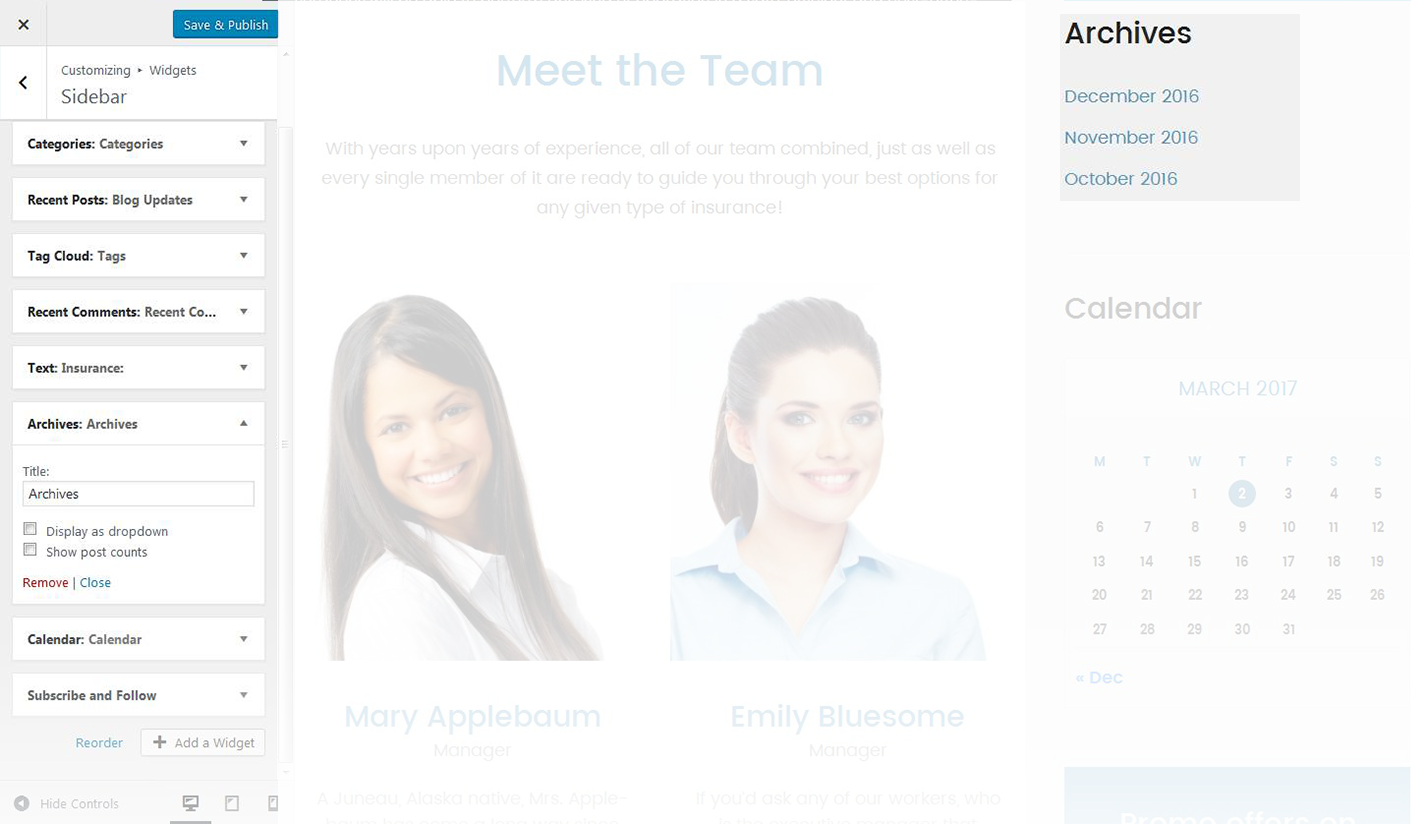 Save & Publish
Customizing ▸ Widgets
Sidebar
Categories: Categories
Recent Posts: Blog Updates
Tag Cloud: Tags
Recent Comments: Recent Co...
Text: Insurance:
Archives: Archives
Title:
Archives
Display as dropdown
Show post counts
Remove | Close
Calendar: Calendar
Subscribe and Follow
Reorder
Add a Widget
Hide Controls
Meet the Team
With years upon years of experience, all of our team combined, just as well as
every single member of it are ready to guide you through your best options for
any given type of insurance!
Mary Applebaum
Manager
A Juneau, Alaska native, Mrs. Apple-
baum has come a long way since
Emily Bluesome
Manager
If you'd ask any of our workers, who
is the executive manager that
Archives
December 2016
November 2016
October 2016
Calendar
MARCH 2017
M T W T F S S
1 2 3 4 5
6 7 8 9 10 11 12
13 14 15 16 17 18 19
20 21 22 23 24 25 26
27 28 29 30 31
« Dec
Promo offers on